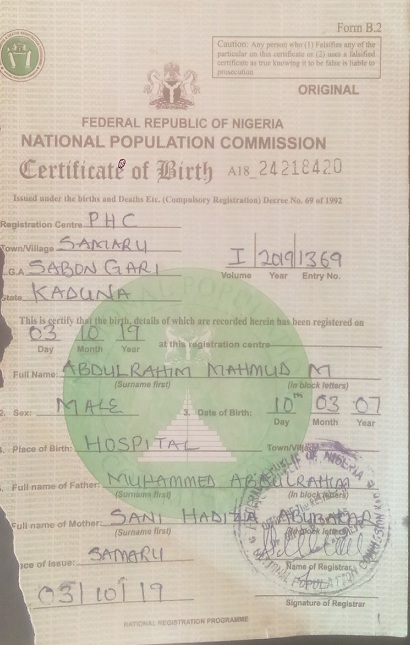 Form B.2
Caution: Any person who (1) Falsifies any of the
particular on this certificate or (2) uses a falsified
certificate as true knowing it to be false is liable to
prosecution
ORIGINAL
FEDERAL REPUBLIC OF NIGERIA
NATIONAL POPULATION COMMISSION
Certificate of Birth A18 24218420
Issued under the births and Deaths Etc. (Compulsory Registration) Decree No. 69 of 1992
Registration Centre PHC
Town/Village SAMARU
L.G.A SABON GARI
I 2019 1369
Volume Year Entry No.
State KADUNA
This is certify that the birth, details of which are recorded herein has been registered on
03 10 19 at this registration centre
Day Month Year
Full Name: ABDULRAHIM MAHMUD M
(Surname first) (In block letters)
Sex: MALE 3. Date of Birth: 10th 03 07
Day Month Year
Place of Birth: HOSPITAL Town/Village
Full name of Father: MUHAMMED ABDULRAHIM
(Surname first) (In block letters)
Full name of Mother: SANI HADIZA ABUBAKAR
(Surname first) (In block letters)
ce of Issue: SAMARU
Name of Registrar
03/10/19
Signature of Registrar
NATIONAL REGISTRATION PROGRAMME